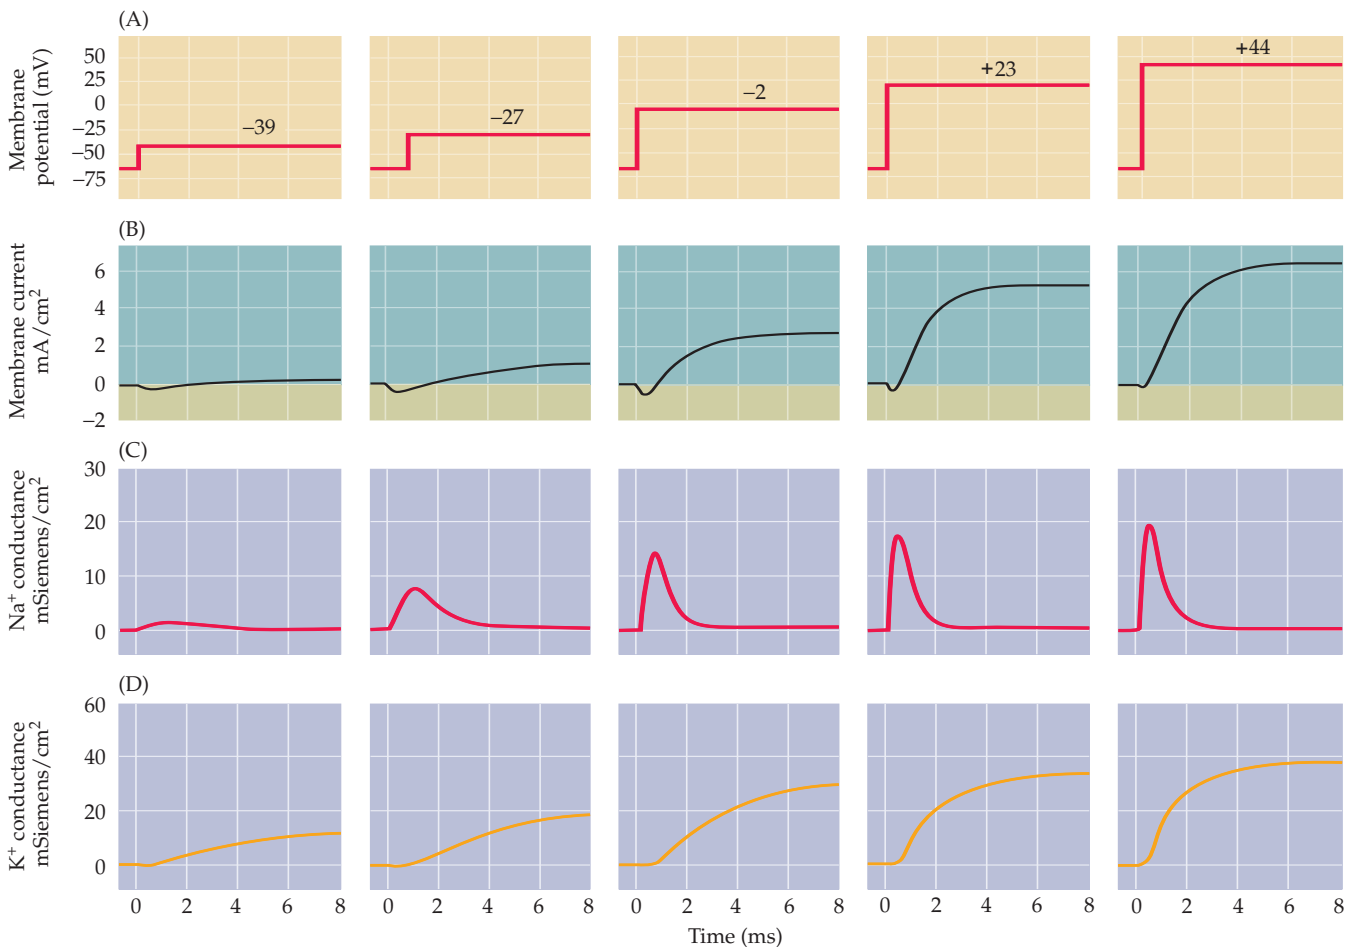 (A)
Membrane
potential (mV)
50
25
0
−25
−50
−75
−39
−27
−2
+23
+44
(B)
Membrane current
mA/cm²
6
4
2
0
−2
(C)
Na⁺ conductance
mSiemens/cm²
30
20
10
0
(D)
K⁺ conductance
mSiemens/cm²
60
40
20
0
0 2 4 6 8
0 2 4 6 8
0 2 4 6 8
0 2 4 6 8
0 2 4 6 8
Time (ms)